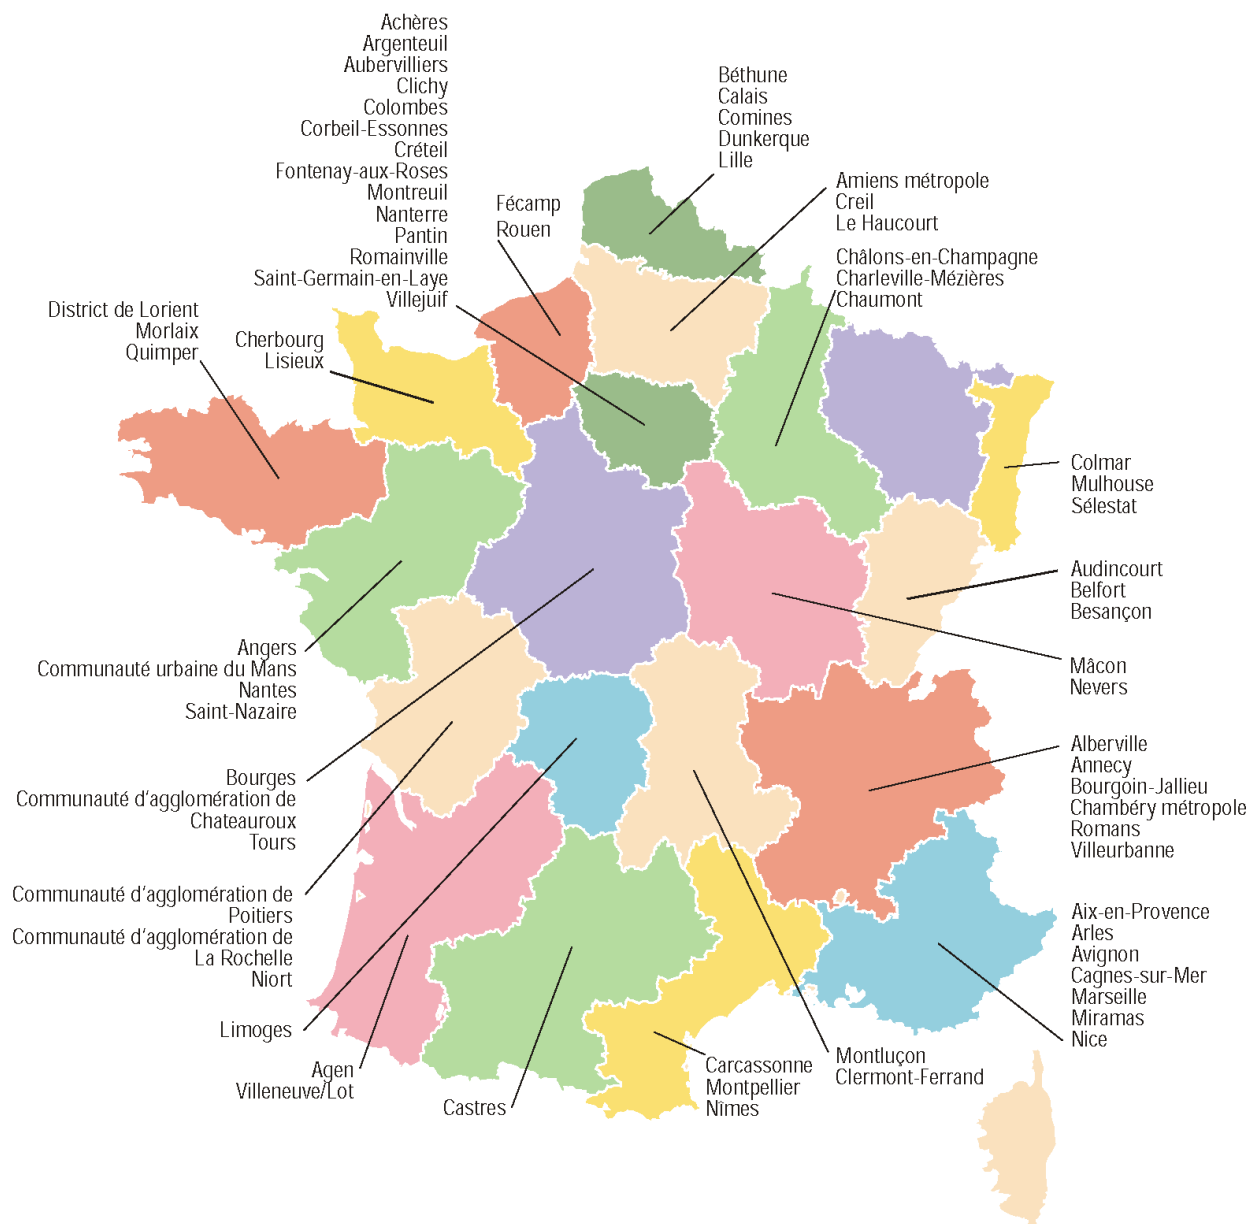 Achères
Argenteuil
Aubervilliers
Clichy
Colombes
Corbeil-Essonnes
Créteil
Fontenay-aux-Roses
Montreuil
Nanterre
Pantin
Romainville
Saint-Germain-en-Laye
Villejuif
Béthune
Calais
Comines
Dunkerque
Lille
Fécamp
Rouen
Amiens métropole
Creil
Le Haucourt
Châlons-en-Champagne
Charleville-Mézières
Chaumont
District de Lorient
Morlaix
Quimper
Cherbourg
Lisieux
Colmar
Mulhouse
Sélestat
Audincourt
Belfort
Besançon
Angers
Communauté urbaine du Mans
Nantes
Saint-Nazaire
Mâcon
Nevers
Bourges
Communauté d'agglomération de
Chateauroux
Tours
Alberville
Annecy
Bourgoin-Jallieu
Chambéry métropole
Romans
Villeurbanne
Communauté d'agglomération de
Poitiers
Communauté d'agglomération de
La Rochelle
Niort
Aix-en-Provence
Arles
Avignon
Cagnes-sur-Mer
Marseille
Miramas
Nice
Limoges
Agen
Villeneuve/Lot
Castres
Carcassonne
Montpellier
Nîmes
Montluçon
Clermont-Ferrand